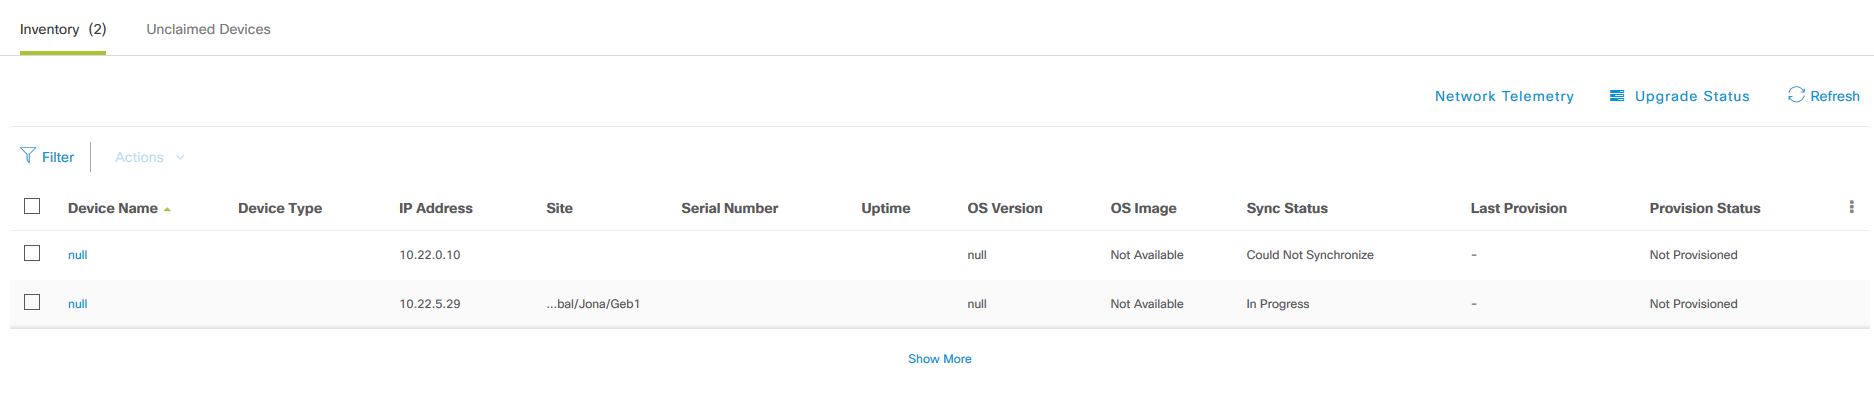 Inventory (2) Unclaimed Devices
Network Telemetry Upgrade Status Refresh
Filter Actions
Device Name Device Type IP Address Site Serial Number Uptime OS Version OS Image Sync Status Last Provision Provision Status
null 10.22.0.10 null Not Available Could Not Synchronize - Not Provisioned
null 10.22.5.29 ...bal/Jona/Geb1 null Not Available In Progress - Not Provisioned
Show More